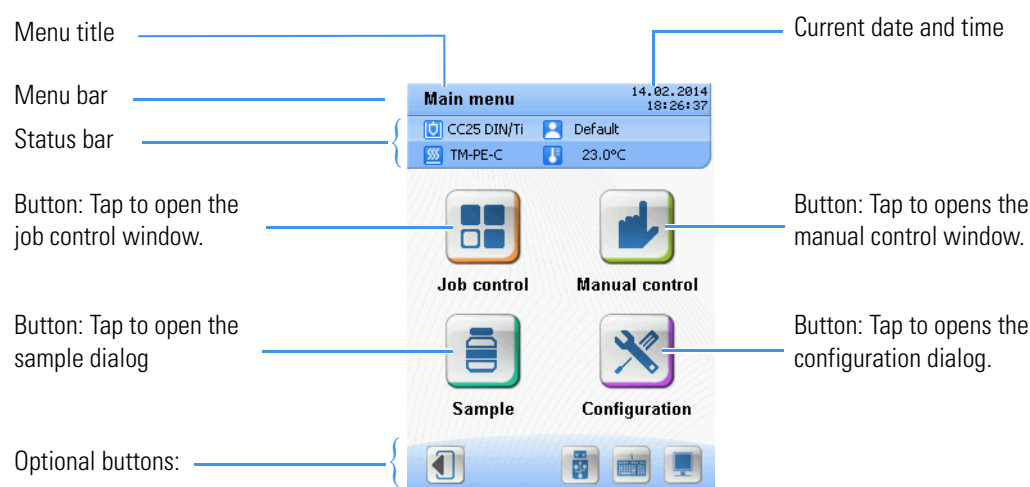 Menu title
Current date and time
Menu bar
Main menu
14.02.2014
18:26:37
Status bar
CC25 DIN/Ti
Default
TM-PE-C
23.0°C
Button: Tap to open the
job control window.
Button: Tap to opens the
manual control window.
Job control
Manual control
Button: Tap to open the
sample dialog
Button: Tap to opens the
configuration dialog.
Sample
Configuration
Optional buttons: